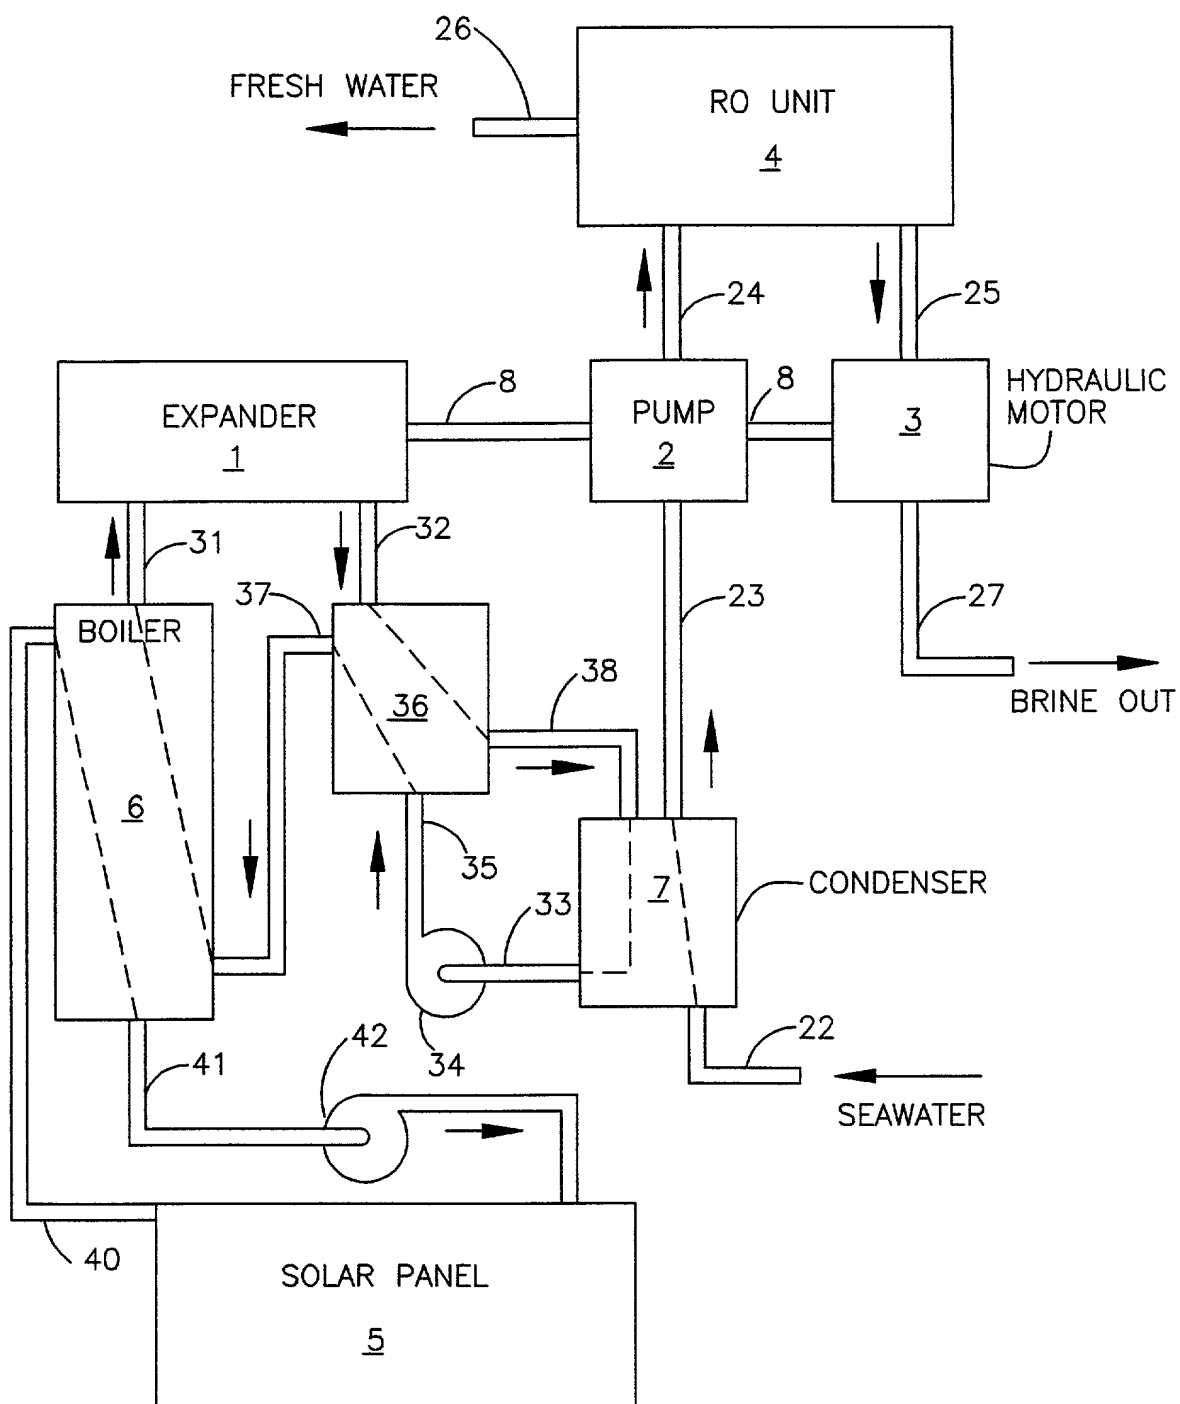 26
FRESH WATER
RO UNIT
4
24
25
EXPANDER
1
8
PUMP
2
8
3
HYDRAULIC
MOTOR
31
32
37
23
27
BOILER
38
BRINE OUT
36
6
35
33
7
CONDENSER
34
42
41
22
SEAWATER
40
SOLAR PANEL
5